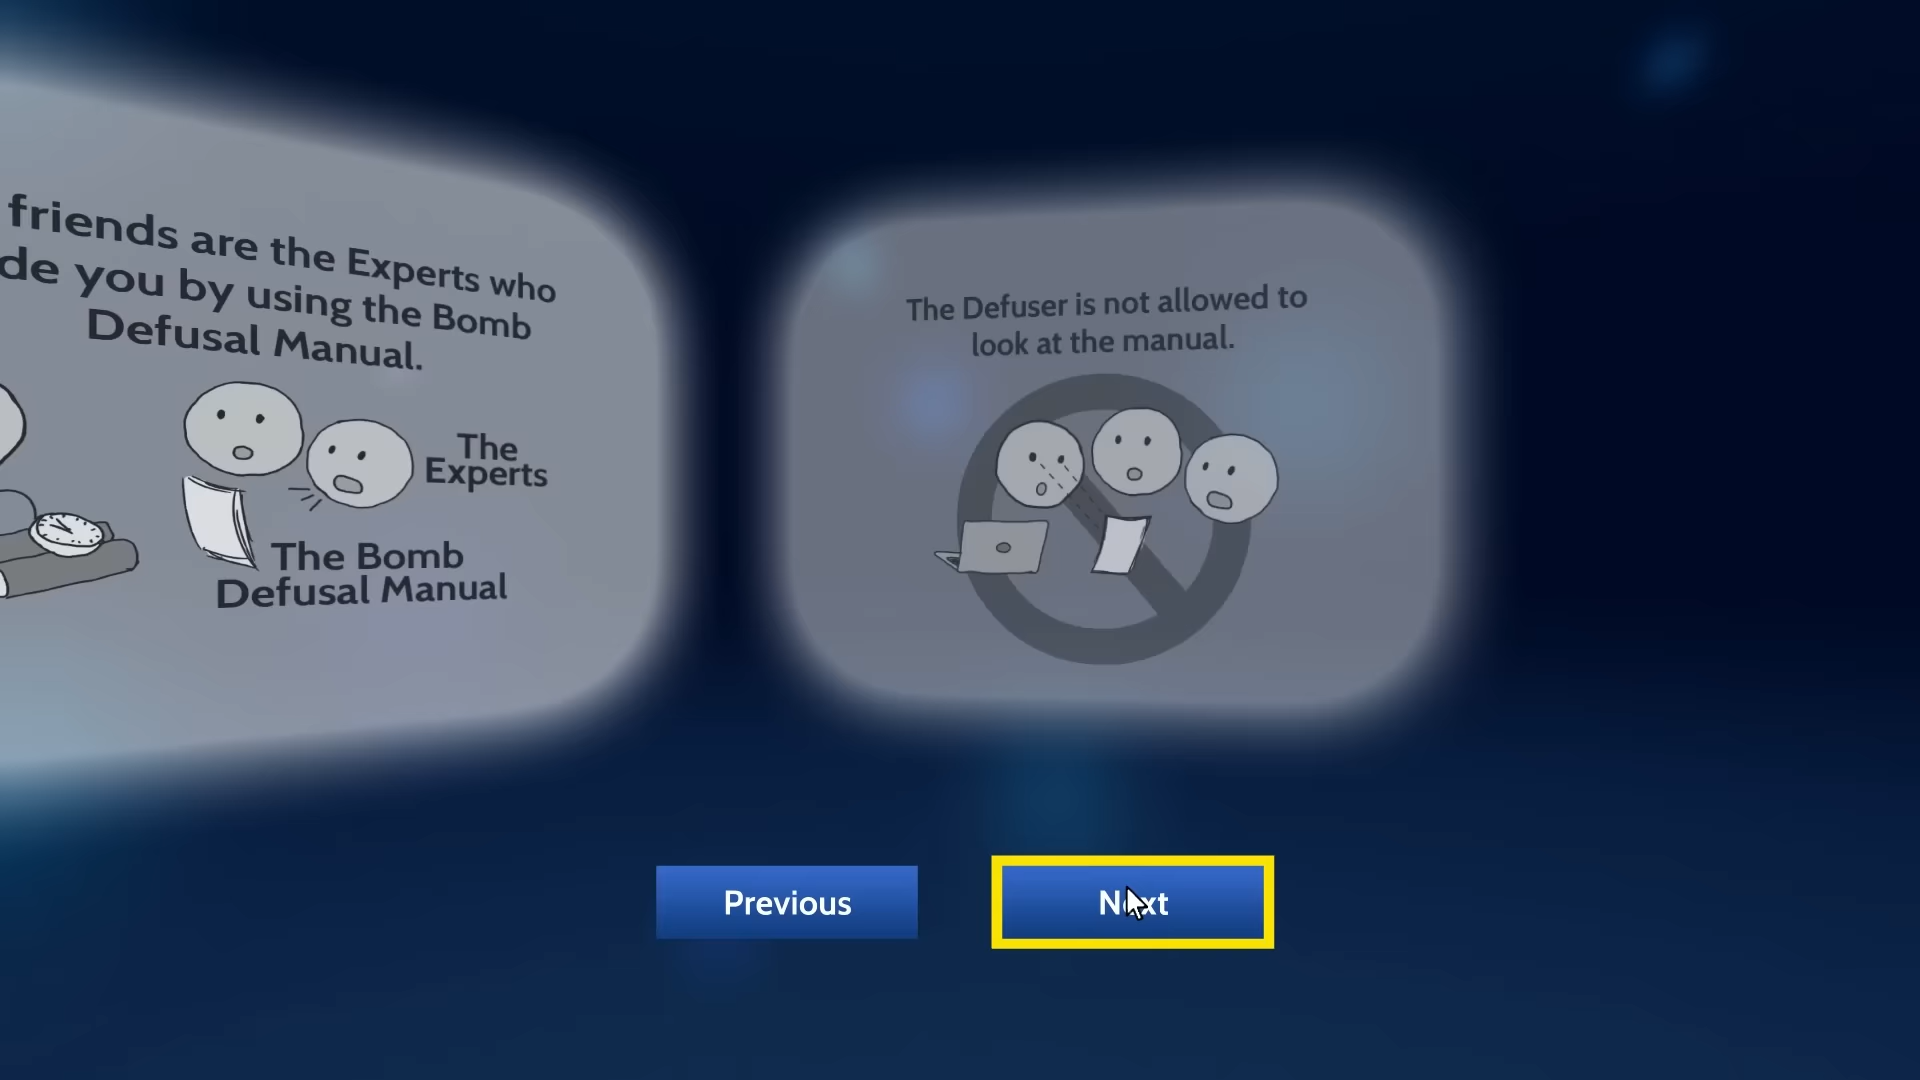 friends are the Experts who
de you by using the Bomb
Defusal Manual.
The
Experts
The Bomb
Defusal Manual
The Defuser is not allowed to
look at the manual.
Previous
Next